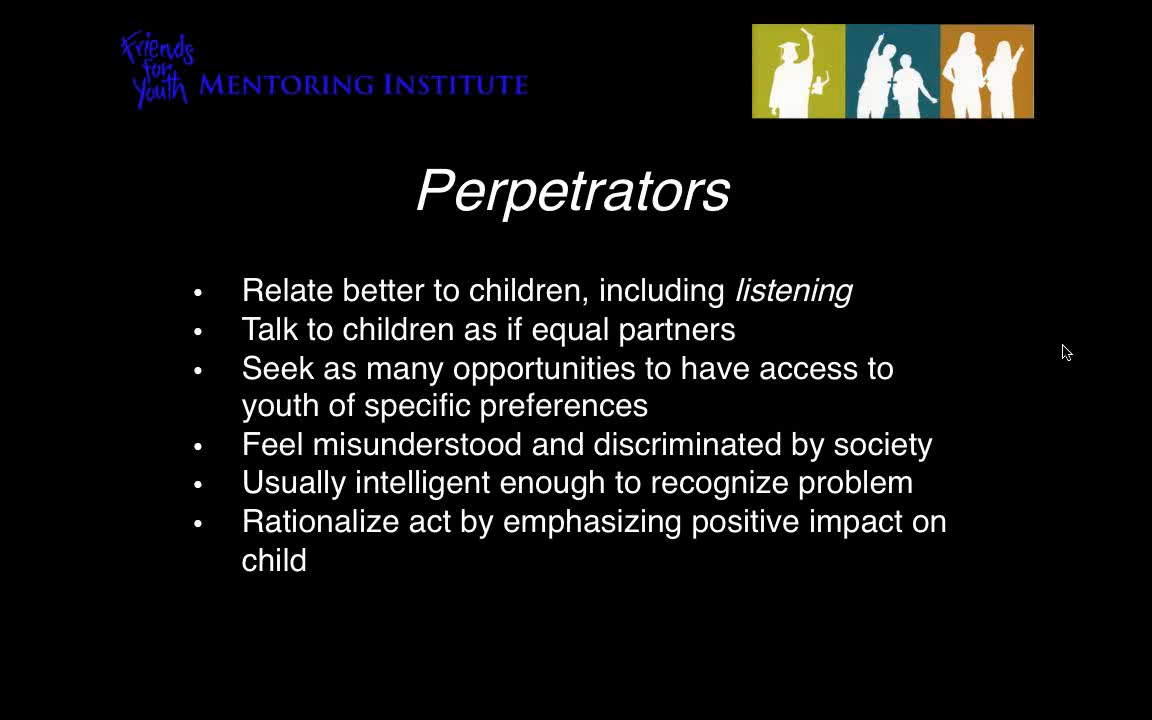 Friends
for
Youth MENTORING INSTITUTE
Perpetrators
• Relate better to children, including listening
• Talk to children as if equal partners
• Seek as many opportunities to have access to
youth of specific preferences
• Feel misunderstood and discriminated by society
• Usually intelligent enough to recognize problem
• Rationalize act by emphasizing positive impact on
child